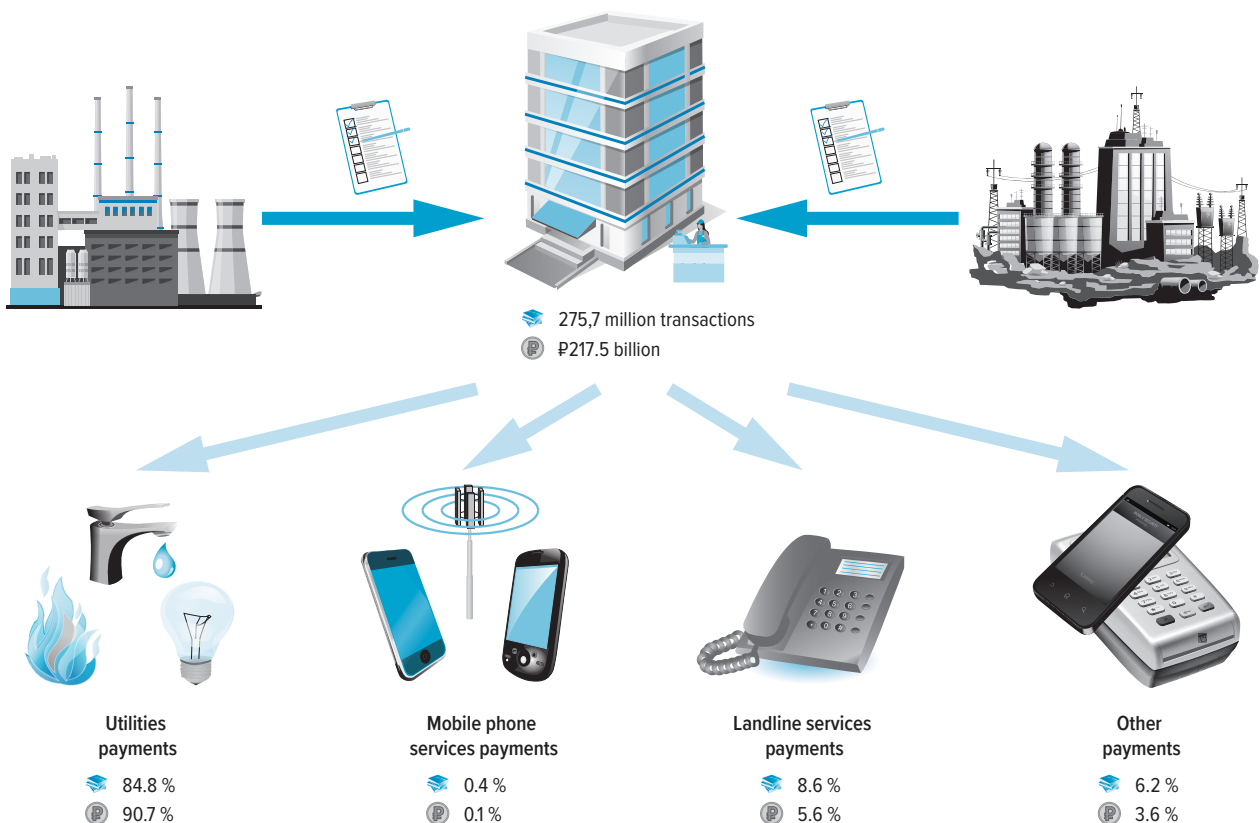 275,7 million transactions
₽217.5 billion
Utilities
payments
84.8 %
90.7 %
Mobile phone
services payments
0.4 %
0.1 %
Landline services
payments
8.6 %
5.6 %
Other
payments
6.2 %
3.6 %